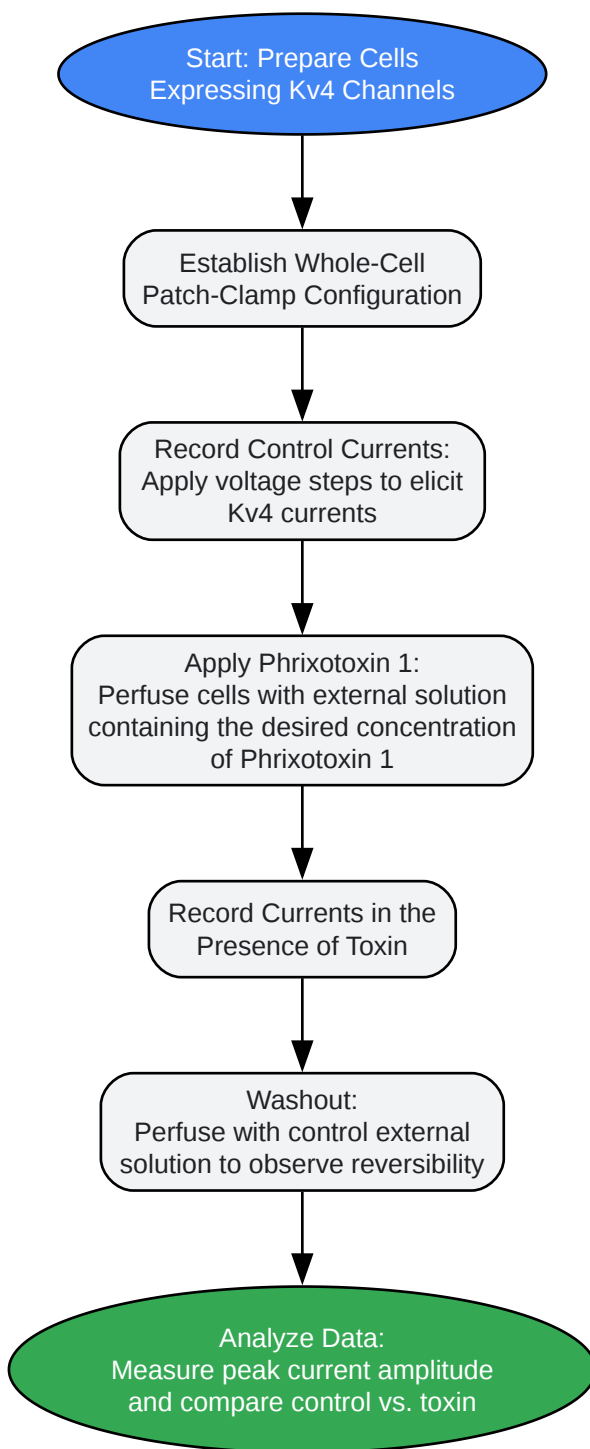 Start: Prepare Cells
Expressing Kv4 Channels
Establish Whole-Cell
Patch-Clamp Configuration
Record Control Currents:
Apply voltage steps to elicit
Kv4 currents
Apply Phrixotoxin 1:
Perfuse cells with external solution
containing the desired concentration
of Phrixotoxin 1
Record Currents in the
Presence of Toxin
Washout:
Perfuse with control external
solution to observe reversibility
Analyze Data:
Measure peak current amplitude
and compare control vs. toxin